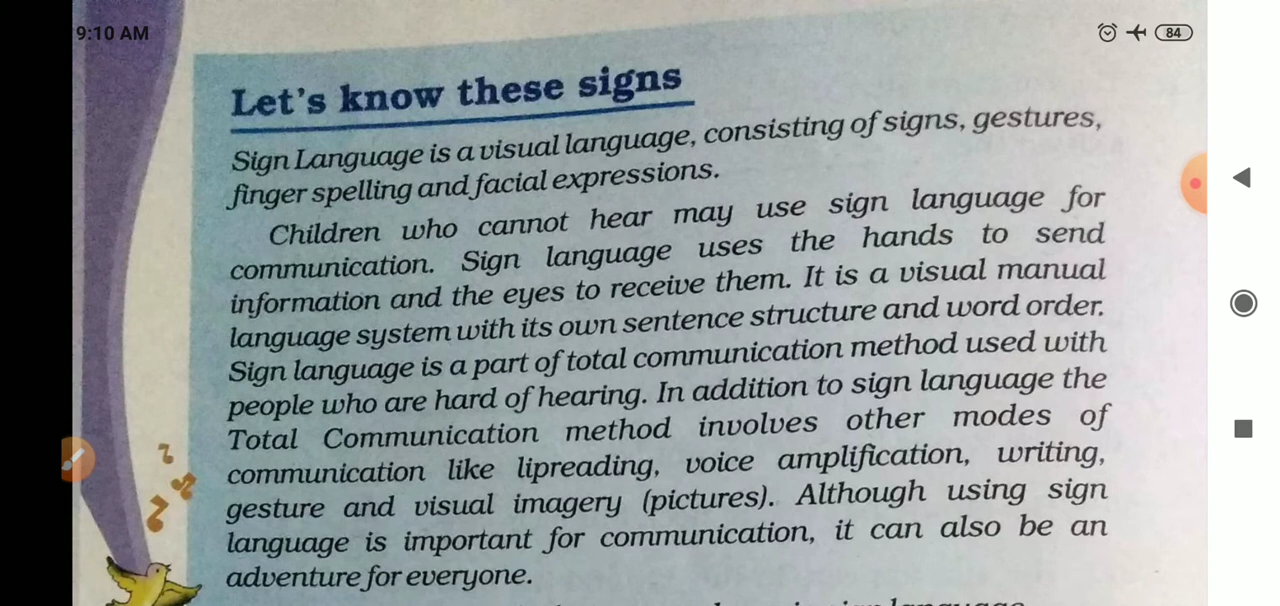 9:10 AM
84
Let's know these signs
Sign Language is a visual language, consisting of signs, gestures,
finger spelling and facial expressions.
Children who cannot hear may use sign language for
communication. Sign language uses the hands to send
information and the eyes to receive them. It is a visual manual
language system with its own sentence structure and word order.
Sign language is a part of total communication method used with
people who are hard of hearing. In addition to sign language the
Total Communication method involves other modes of
communication like lipreading, voice amplification, writing,
gesture and visual imagery (pictures). Although using sign
language is important for communication, it can also be an
adventure for everyone.